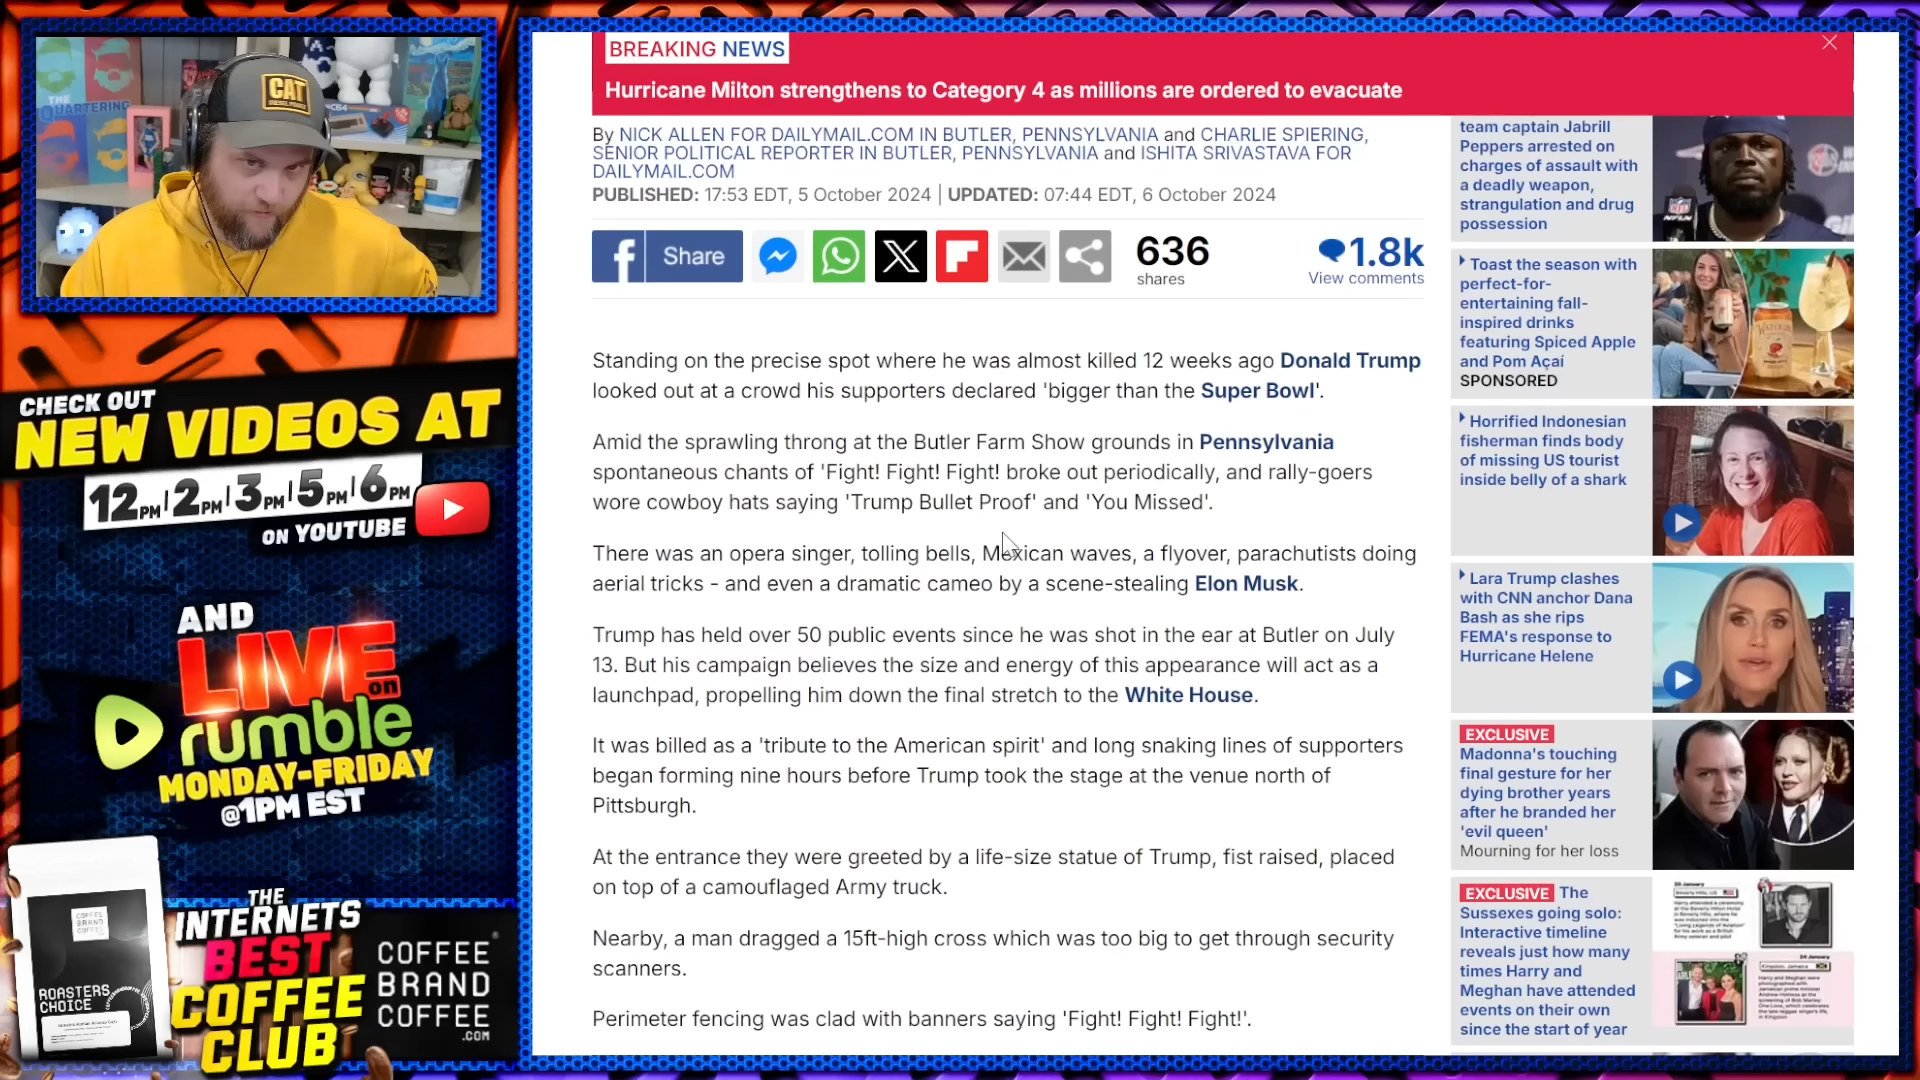 THE
QUARTERING
CAT
C64
CHECK OUT
NEW VIDEOS AT
12PM | 2PM | 3PM | 5PM | 6PM
ON YOUTUBE
AND
LIVE
on
rumble
MONDAY-FRIDAY
@1PM EST
COFFEE
BRAND
COFFEE
ROASTERS
CHOICE
THE
INTERNETS
BEST
COFFEE
CLUB
COFFEE
BRAND
COFFEE
.COM
BREAKING NEWS
Hurricane Milton strengthens to Category 4 as millions are ordered to evacuate
By NICK ALLEN FOR DAILYMAIL.COM IN BUTLER, PENNSYLVANIA and CHARLIE SPIERING,
SENIOR POLITICAL REPORTER IN BUTLER, PENNSYLVANIA and ISHITA SRIVASTAVA FOR
DAILYMAIL.COM
PUBLISHED: 17:53 EDT, 5 October 2024 | UPDATED: 07:44 EDT, 6 October 2024
Share
636
shares
1.8k
View comments
Standing on the precise spot where he was almost killed 12 weeks ago Donald Trump
looked out at a crowd his supporters declared 'bigger than the Super Bowl'.
Amid the sprawling throng at the Butler Farm Show grounds in Pennsylvania
spontaneous chants of 'Fight! Fight! Fight! broke out periodically, and rally-goers
wore cowboy hats saying 'Trump Bullet Proof' and 'You Missed'.
There was an opera singer, tolling bells, Mexican waves, a flyover, parachutists doing
aerial tricks - and even a dramatic cameo by a scene-stealing Elon Musk.
Trump has held over 50 public events since he was shot in the ear at Butler on July
13. But his campaign believes the size and energy of this appearance will act as a
launchpad, propelling him down the final stretch to the White House.
It was billed as a 'tribute to the American spirit' and long snaking lines of supporters
began forming nine hours before Trump took the stage at the venue north of
Pittsburgh.
At the entrance they were greeted by a life-size statue of Trump, fist raised, placed
on top of a camouflaged Army truck.
Nearby, a man dragged a 15ft-high cross which was too big to get through security
scanners.
Perimeter fencing was clad with banners saying 'Fight! Fight! Fight!'.
team captain Jabrill
Peppers arrested on
charges of assault with
a deadly weapon,
strangulation and drug
possession
Toast the season with
perfect-for-
entertaining fall-
inspired drinks
featuring Spiced Apple
and Pom Açaí
SPONSORED
Horrified Indonesian
fisherman finds body
of missing US tourist
inside belly of a shark
Lara Trump clashes
with CNN anchor Dana
Bash as she rips
FEMA's response to
Hurricane Helene
EXCLUSIVE
Madonna's touching
final gesture for her
dying brother years
after he branded her
'evil queen'
Mourning for her loss
EXCLUSIVE The
Sussexes going solo:
Interactive timeline
reveals just how many
times Harry and
Meghan have attended
events on their own
since the start of year